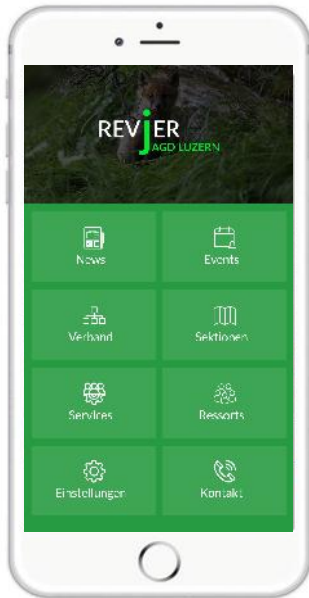 REVjER
JAGD LUZERN
News
Events
Verband
Sektionen
Services
Ressorts
Einstellungen
Kontakt